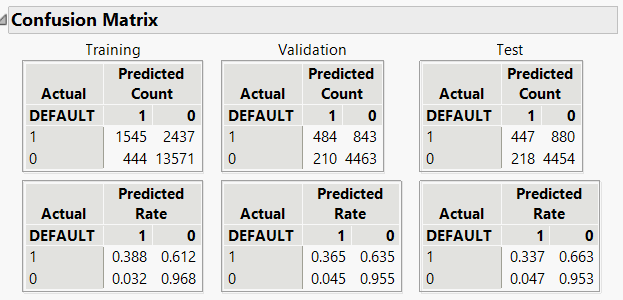 Confusion Matrix
Training Validation Test
Predicted Predicted Predicted
Actual Count Actual Count Actual Count
DEFAULT 1 0 DEFAULT 1 0 DEFAULT 1 0
1 1545 2437 1 484 843 1 447 880
0 444 13571 0 210 4463 0 218 4454
Predicted Predicted Predicted
Actual Rate Actual Rate Actual Rate
DEFAULT 1 0 DEFAULT 1 0 DEFAULT 1 0
1 0.388 0.612 1 0.365 0.635 1 0.337 0.663
0 0.032 0.968 0 0.045 0.955 0 0.047 0.953